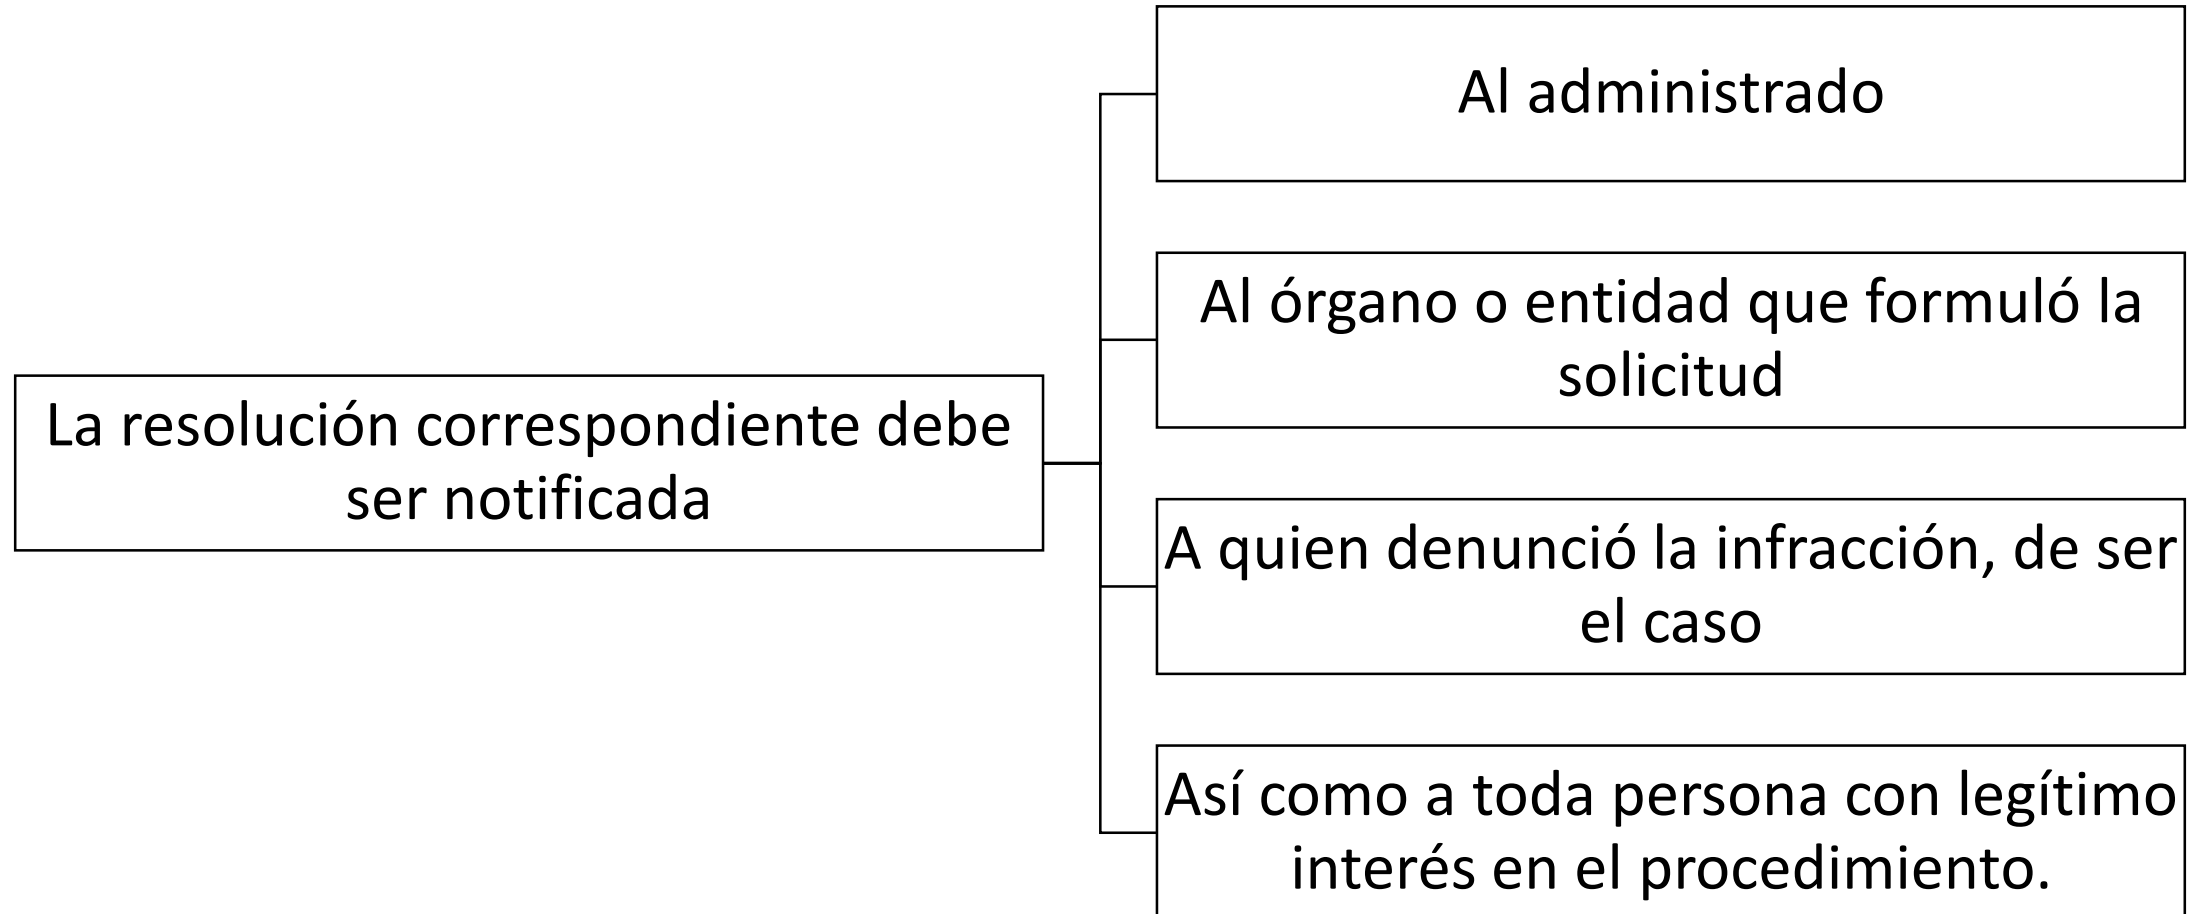 La resolución correspondiente debe
ser notificada
Al administrado
Al órgano o entidad que formuló la
solicitud
A quien denunció la infracción, de ser
el caso
Así como a toda persona con legítimo
interés en el procedimiento.